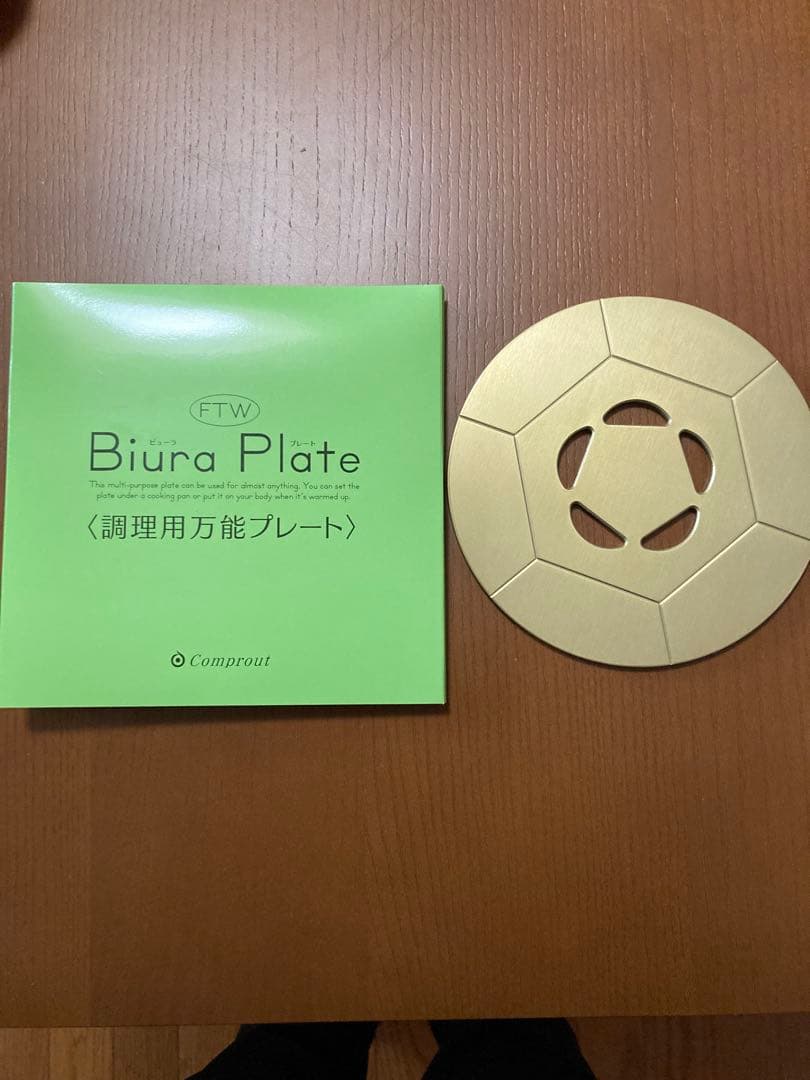 FTW
ビューラ プレート
Biura Plate
This multi-purpose plate can be used for almost anything. You can set the
plate under a cooking pan or put it on your body when it's warmed up.
〈調理用万能プレート〉
Comprout